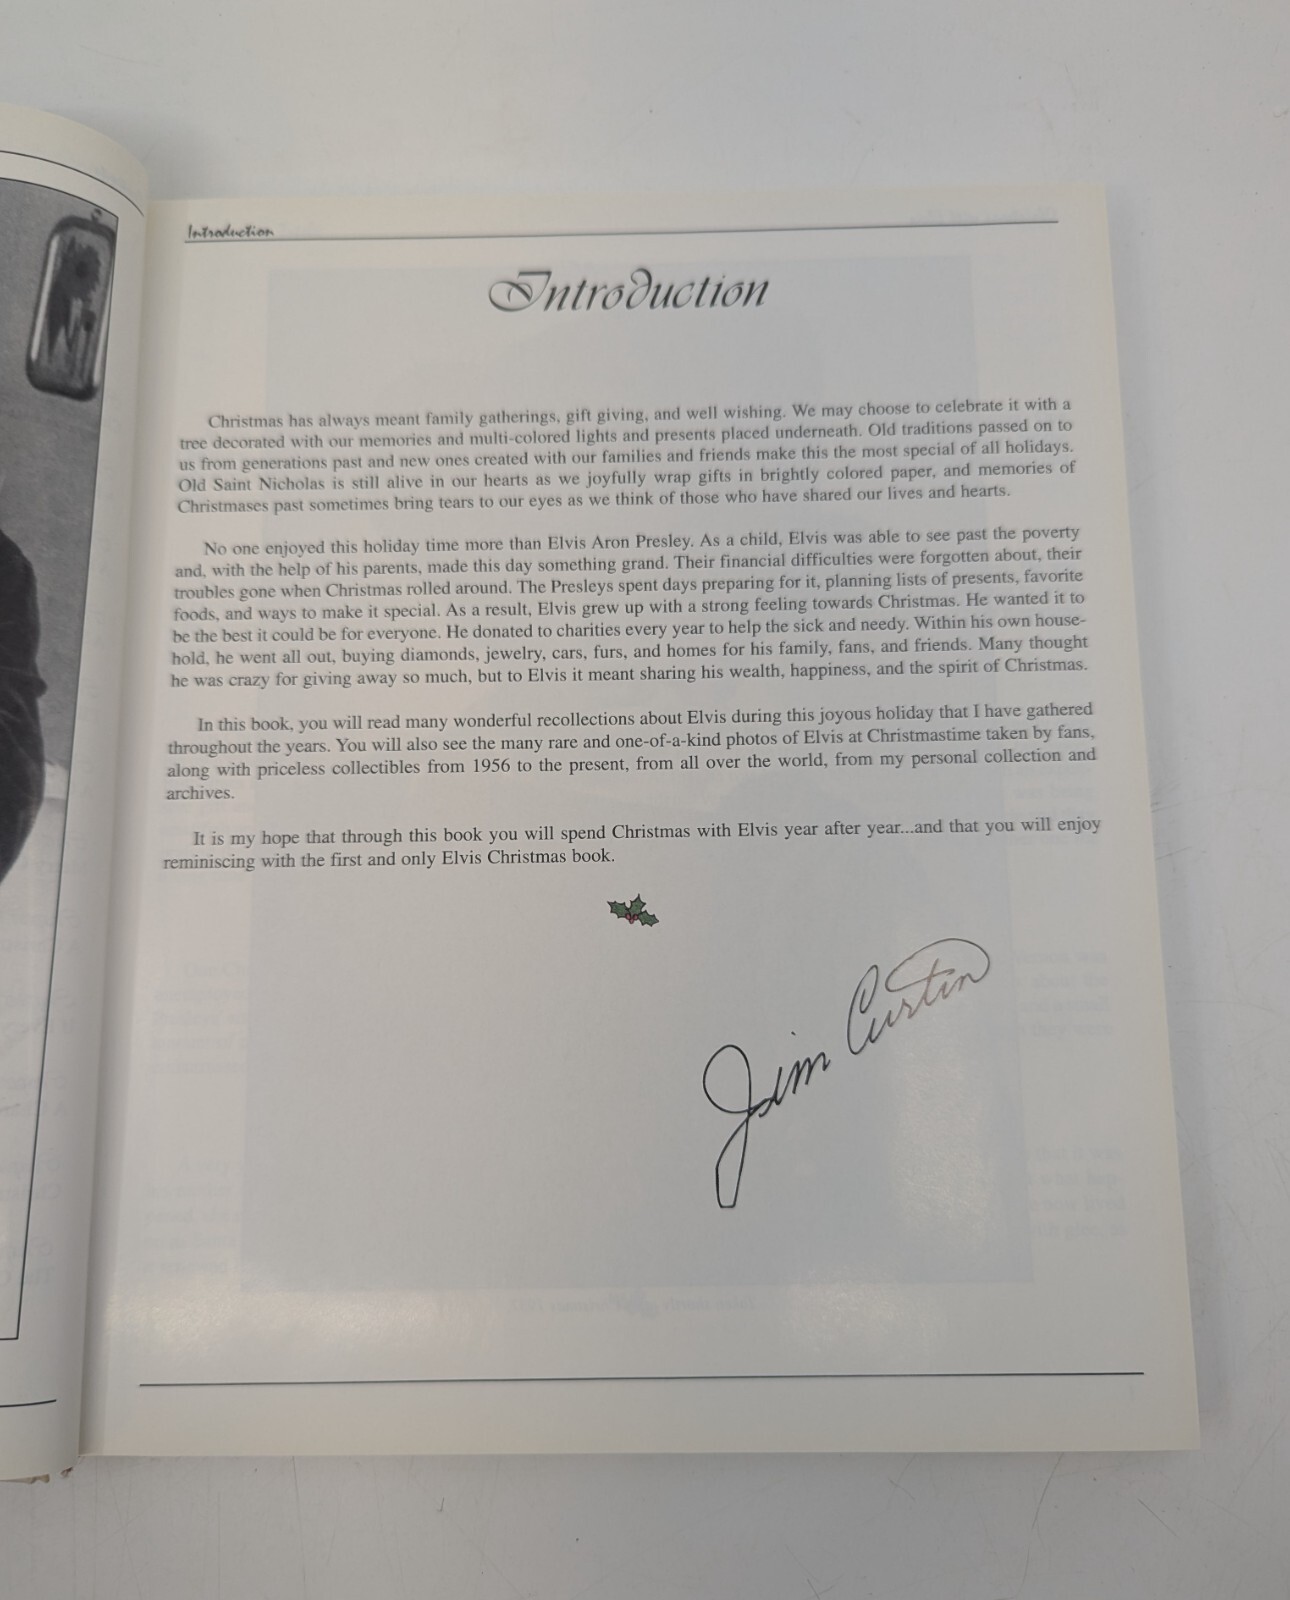 Introduction
Introduction
Christmas has always meant family gatherings, gift giving, and well wishing. We may choose to celebrate it with a
tree decorated with our memories and multi-colored lights and presents placed underneath. Old traditions passed on to
us from generations past and new ones created with our families and friends make this the most special of all holidays.
Old Saint Nicholas is still alive in our hearts as we joyfully wrap gifts in brightly colored paper, and memories of
Christmases past sometimes bring tears to our eyes as we think of those who have shared our lives and hearts.
No one enjoyed this holiday time more than Elvis Aron Presley. As a child, Elvis was able to see past the poverty
and, with the help of his parents, made this day something grand. Their financial difficulties were forgotten about, their
troubles gone when Christmas rolled around. The Presleys spent days preparing for it, planning lists of presents, favorite
foods, and ways to make it special. As a result, Elvis grew up with a strong feeling towards Christmas. He wanted it to
be the best it could be for everyone. He donated to charities every year to help the sick and needy. Within his own house-
hold, he went all out, buying diamonds, jewelry, cars, furs, and homes for his family, fans, and friends. Many thought
he was crazy for giving away so much, but to Elvis it meant sharing his wealth, happiness, and the spirit of Christmas.
In this book, you will read many wonderful recollections about Elvis during this joyous holiday that I have gathered
throughout the years. You will also see the many rare and one-of-a-kind photos of Elvis at Christmastime taken by fans,
along with priceless collectibles from 1956 to the present, from all over the world, from my personal collection and
archives.
It is my hope that through this book you will spend Christmas with Elvis year after year...and that you will enjoy
reminiscing with the first and only Elvis Christmas book.
Jim Curtin